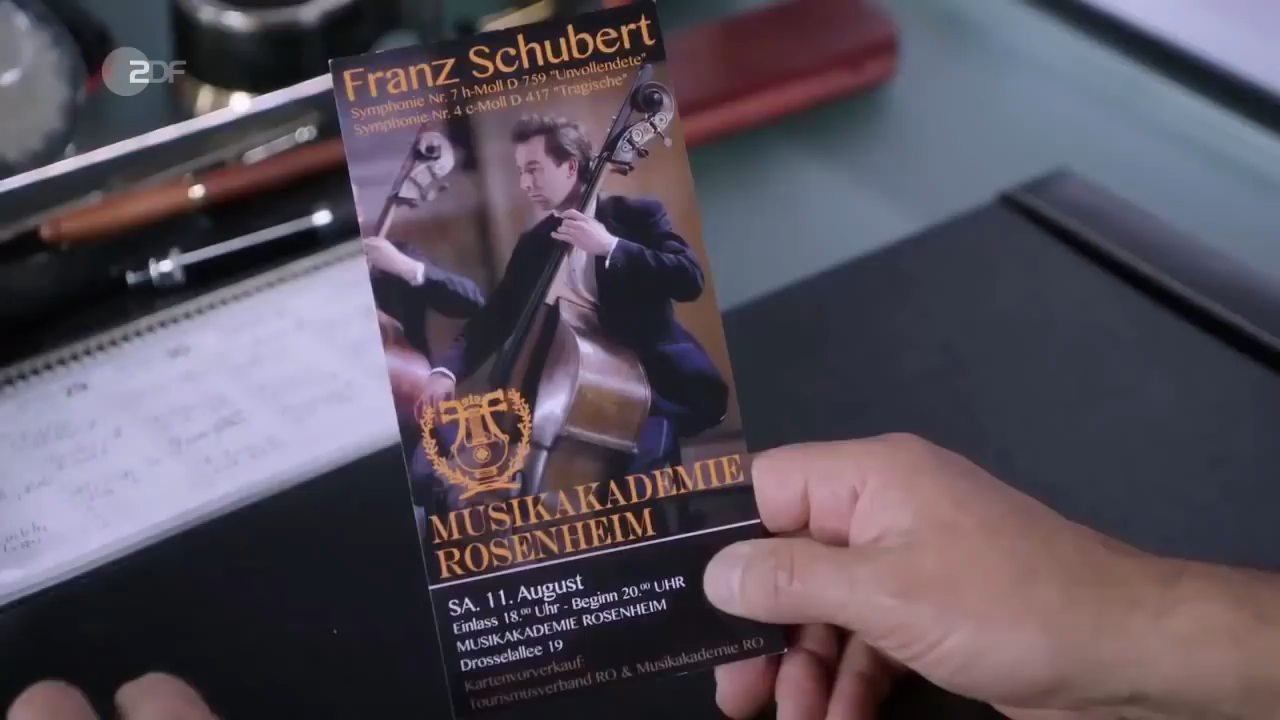 ZDF
Franz Schubert
Symphonie Nr. 7 h-Moll D 759 "Unvollendete"
Symphonie Nr. 4 c-Moll D 417 "Tragische"
MUSIKAKADEMIE
ROSENHEIM
SA. 11. August
Einlass 18.00 Uhr - Beginn 20.00 UHR
MUSIKAKADEMIE ROSENHEIM
Drosselallee 19
Kartenvorverkauf:
Tourismusverband RO & Musikakademie RO